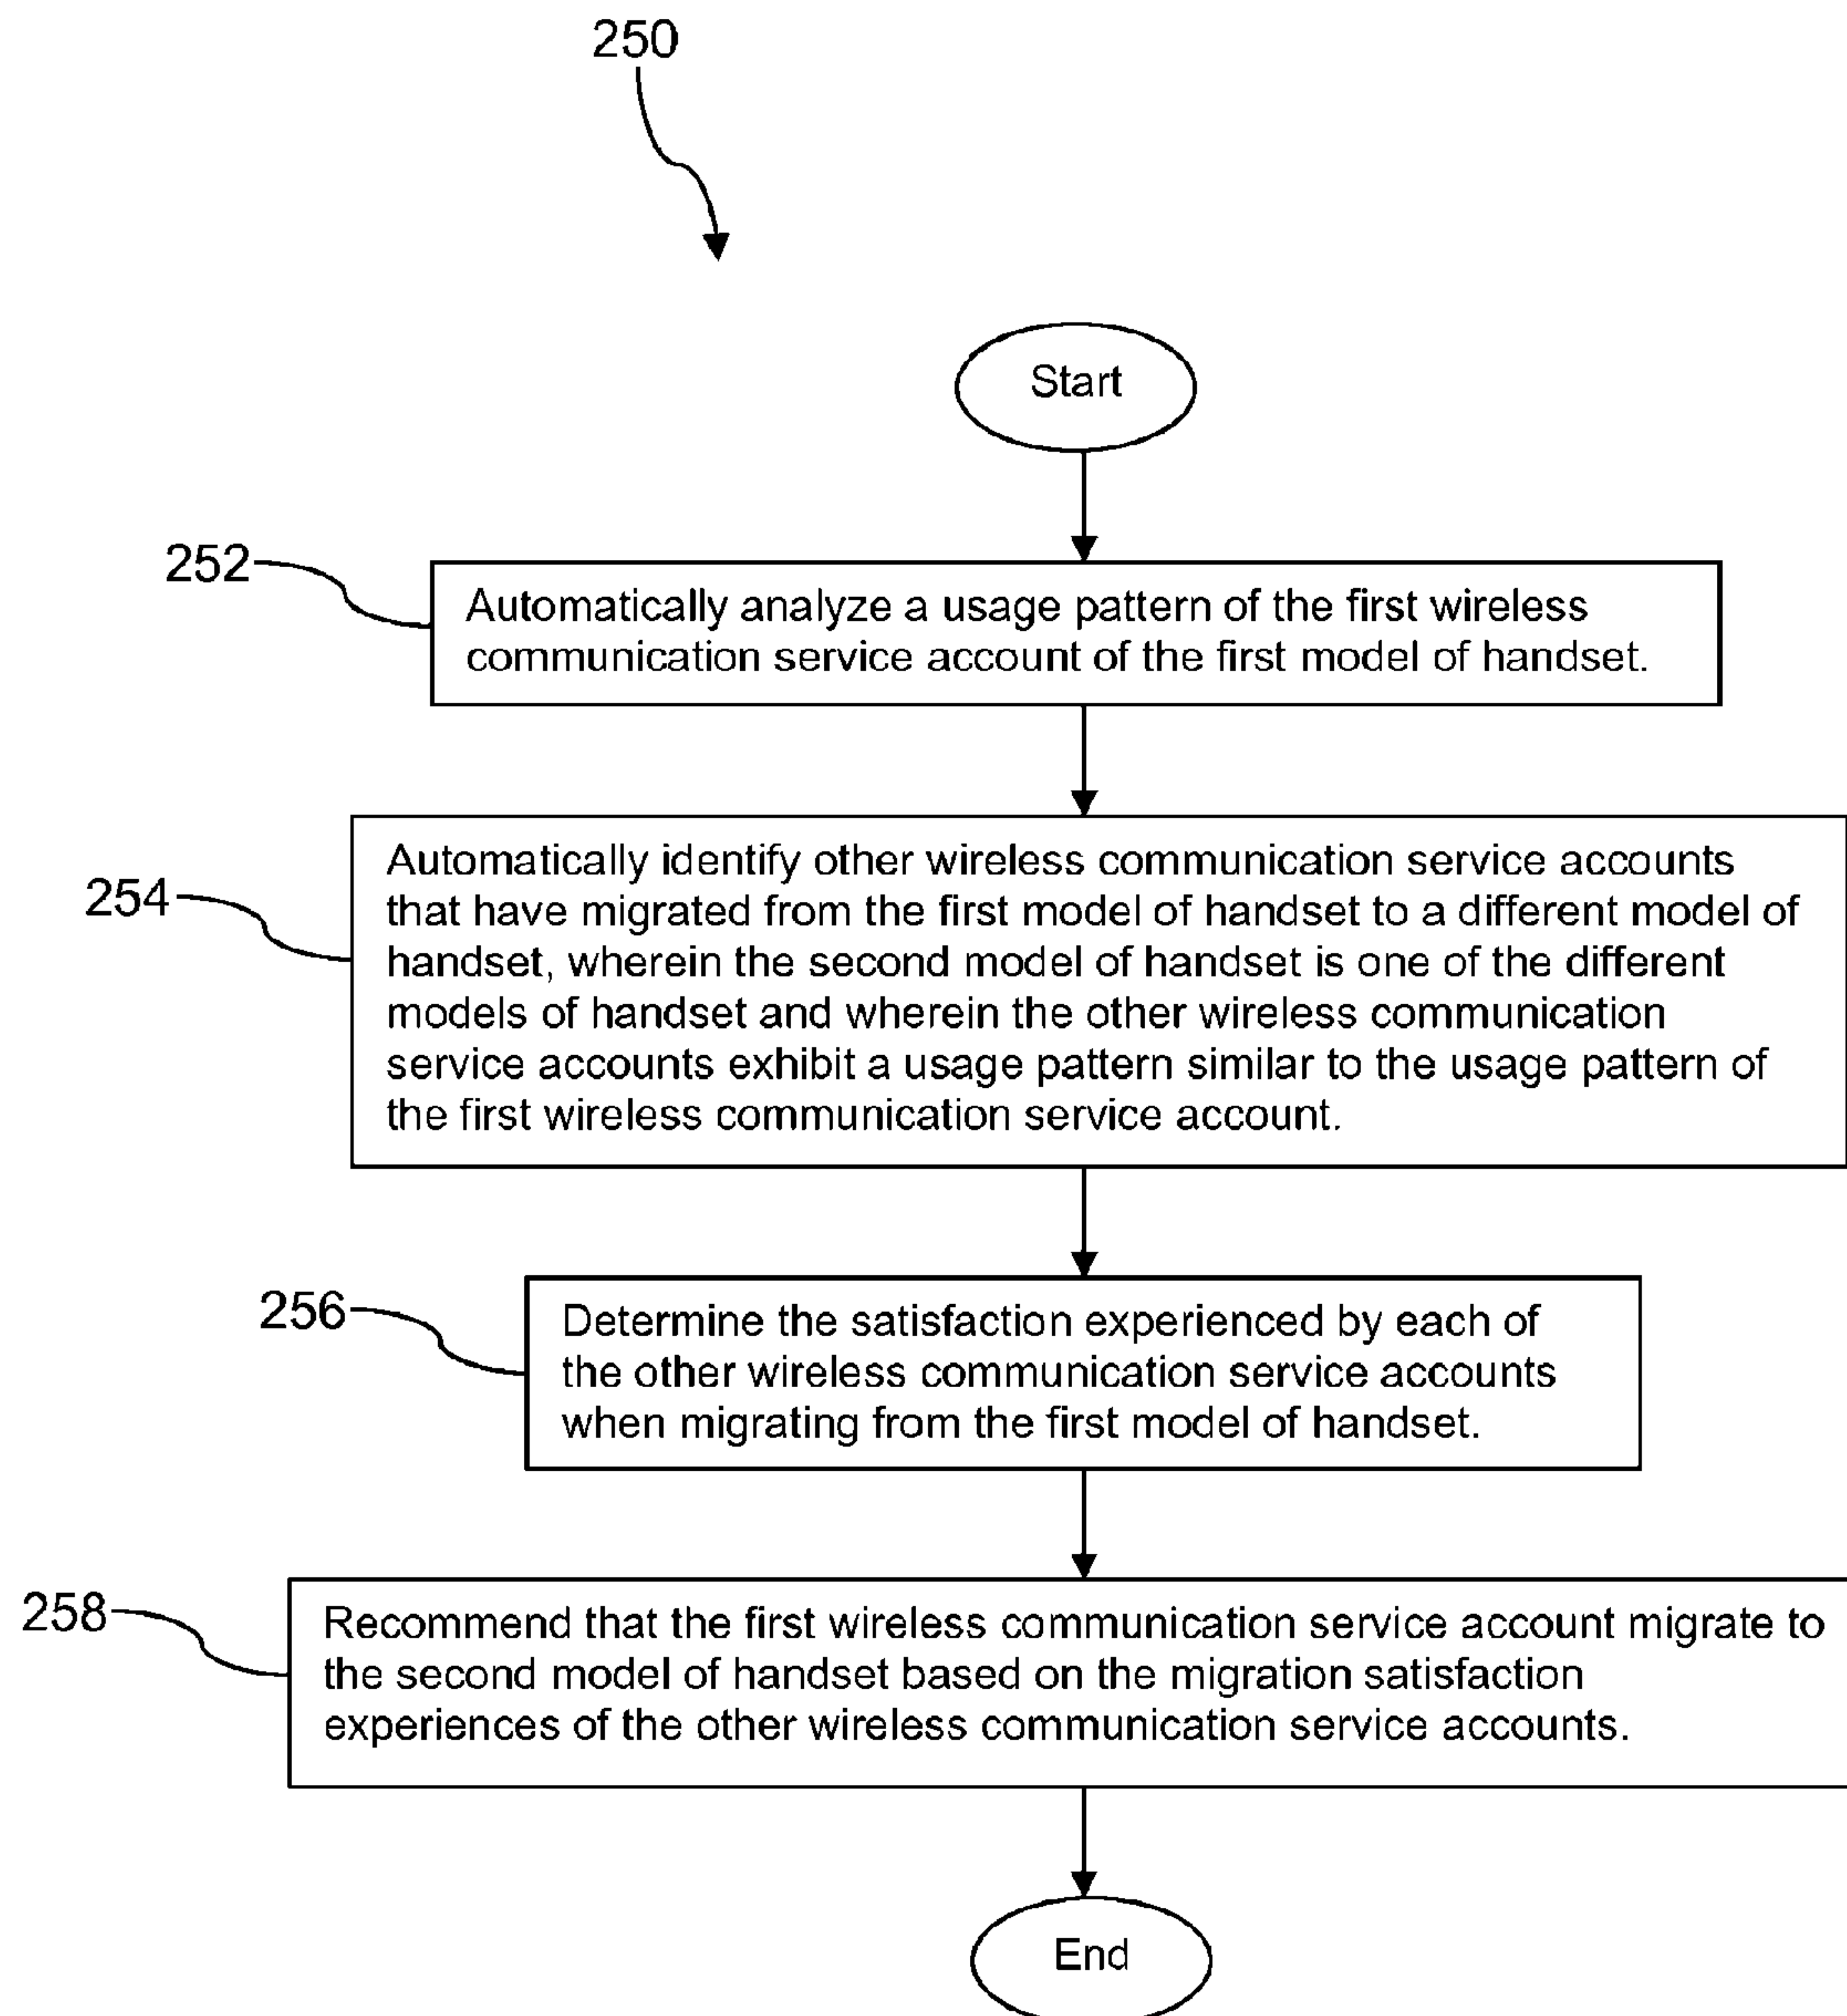 250
Start
252
Automatically analyze a usage pattern of the first wireless
communication service account of the first model of handset.
254
Automatically identify other wireless communication service accounts
that have migrated from the first model of handset to a different model of
handset, wherein the second model of handset is one of the different
models of handset and wherein the other wireless communication
service accounts exhibit a usage pattern similar to the usage pattern of
the first wireless communication service account.
256
Determine the satisfaction experienced by each of
the other wireless communication service accounts
when migrating from the first model of handset.
258
Recommend that the first wireless communication service account migrate to
the second model of handset based on the migration satisfaction
experiences of the other wireless communication service accounts.
End